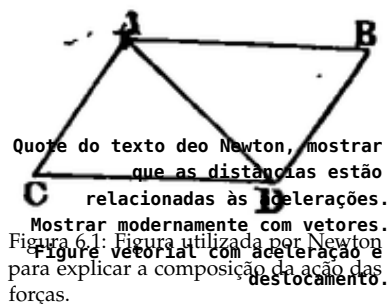 A
B
Quote do texto deo Newton, mostrar
que as distâncias estão
C
D
relacionadas às acelerações.
Mostrar modernamente com vetores.
Figura 6.1: Figura utilizada por Newton
Figure vetorial com aceleração e
para explicar a composição da ação das
deslocamento.
forças.